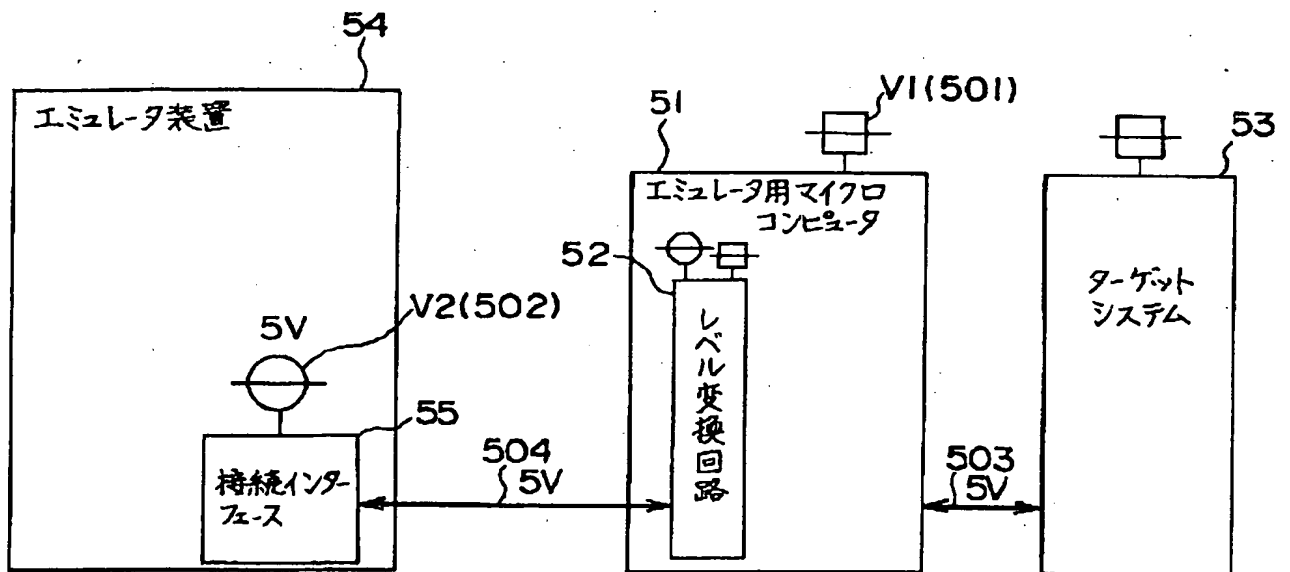 54
エミュレータ装置
V2(502)
5V
55
接続インター
フェース
504
5V
51
V1(501)
エミュレータ用マイクロ
コンピュータ
52
レベル変換回路
503
5V
53
ターゲット
システム